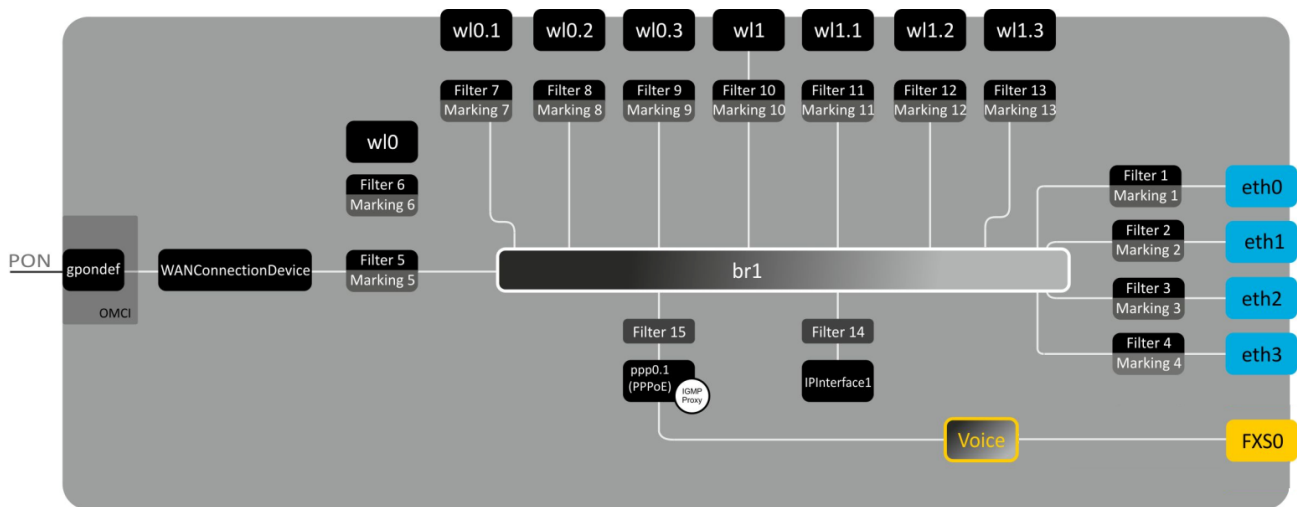 wl0.1
wl0.2
wl0.3
wl1
wl1.1
wl1.2
wl1.3
Filter 7
Marking 7
Filter 8
Marking 8
Filter 9
Marking 9
Filter 10
Marking 10
Filter 11
Marking 11
Filter 12
Marking 12
Filter 13
Marking 13
wl0
Filter 6
Marking 6
Filter 1
Marking 1
eth0
Filter 2
Marking 2
eth1
PON
gpondef
OMCI
WANConnectionDevice
Filter 5
Marking 5
br1
Filter 3
Marking 3
eth2
Filter 4
Marking 4
eth3
Filter 15
Filter 14
ppp0.1
(PPPoE)
IGMP
Proxy
IPInterface1
Voice
FXS0